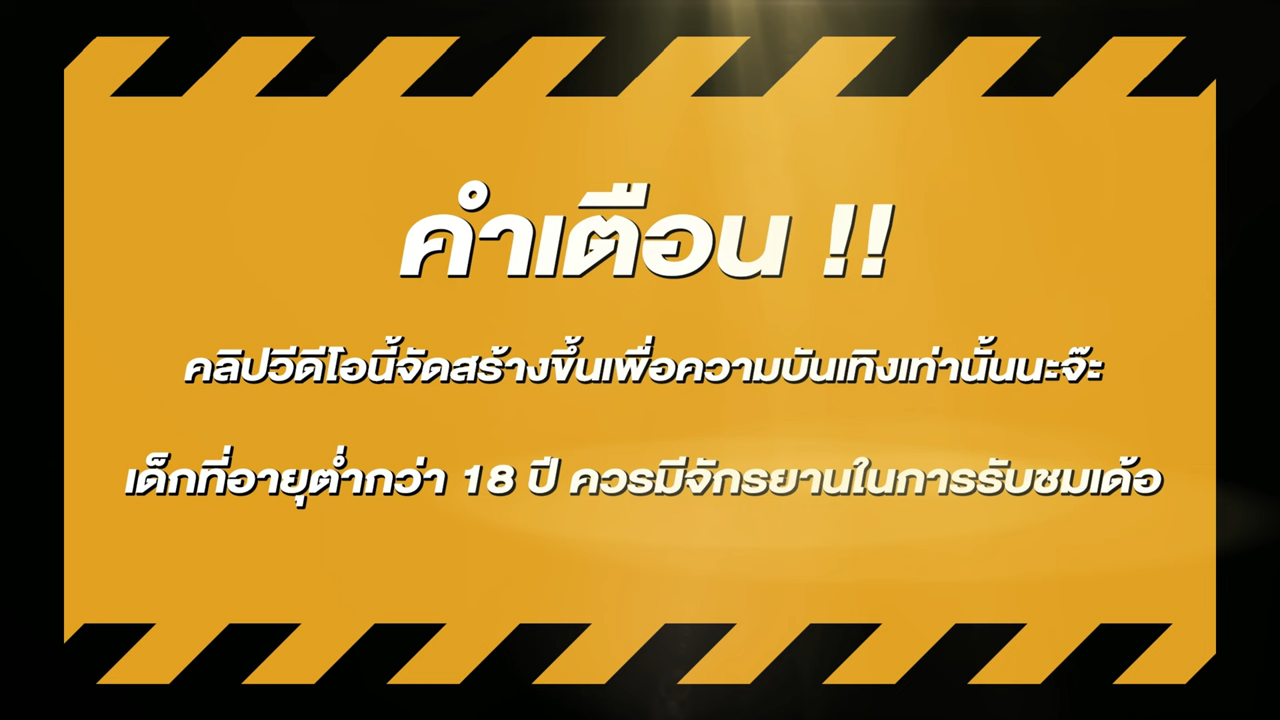 คำเตือน !!
คลิปวีดีโอนี้จัดสร้างขึ้นเพื่อความบันเทิงเท่านั้นนะจ๊ะ
เด็กที่อายุต่ำกว่า 18 ปี ควรมีจักรยานในการรับชมเด้อ